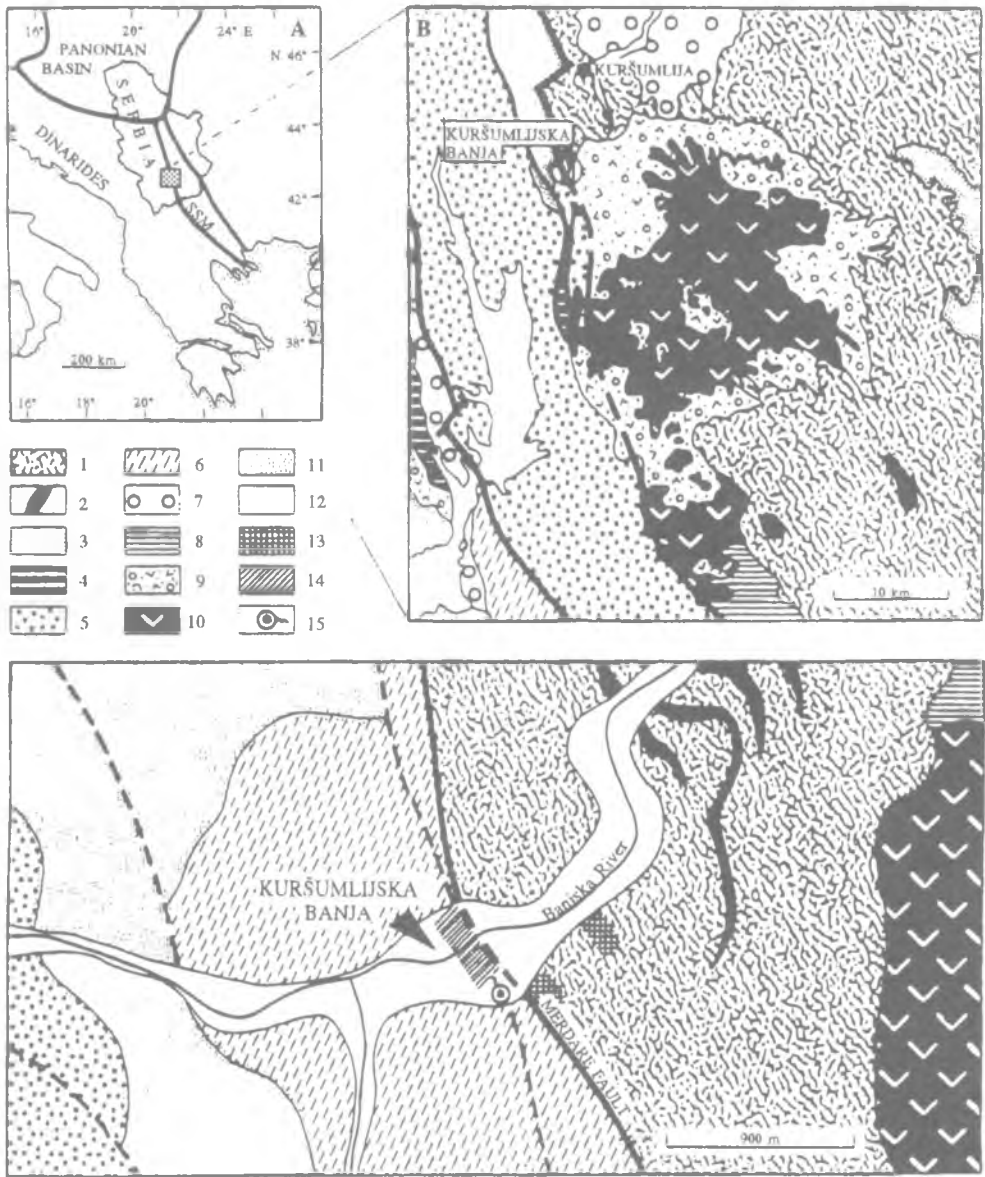 A
16°
20°
24° E
PANONIAN
BASIN
N 46°
SERBIA
44°
DINARIDES
42°
SSM
38°
200 km
16°
18°
20°
B
KURŠUMLIJA
KURŠUMLIJSKA
BANJA
10 km
1
2
3
4
5
6
7
8
9
10
11
12
13
14
15
KURŠUMLIJSKA
BANJA
Banjska River
MERDARE FAULT
900 m